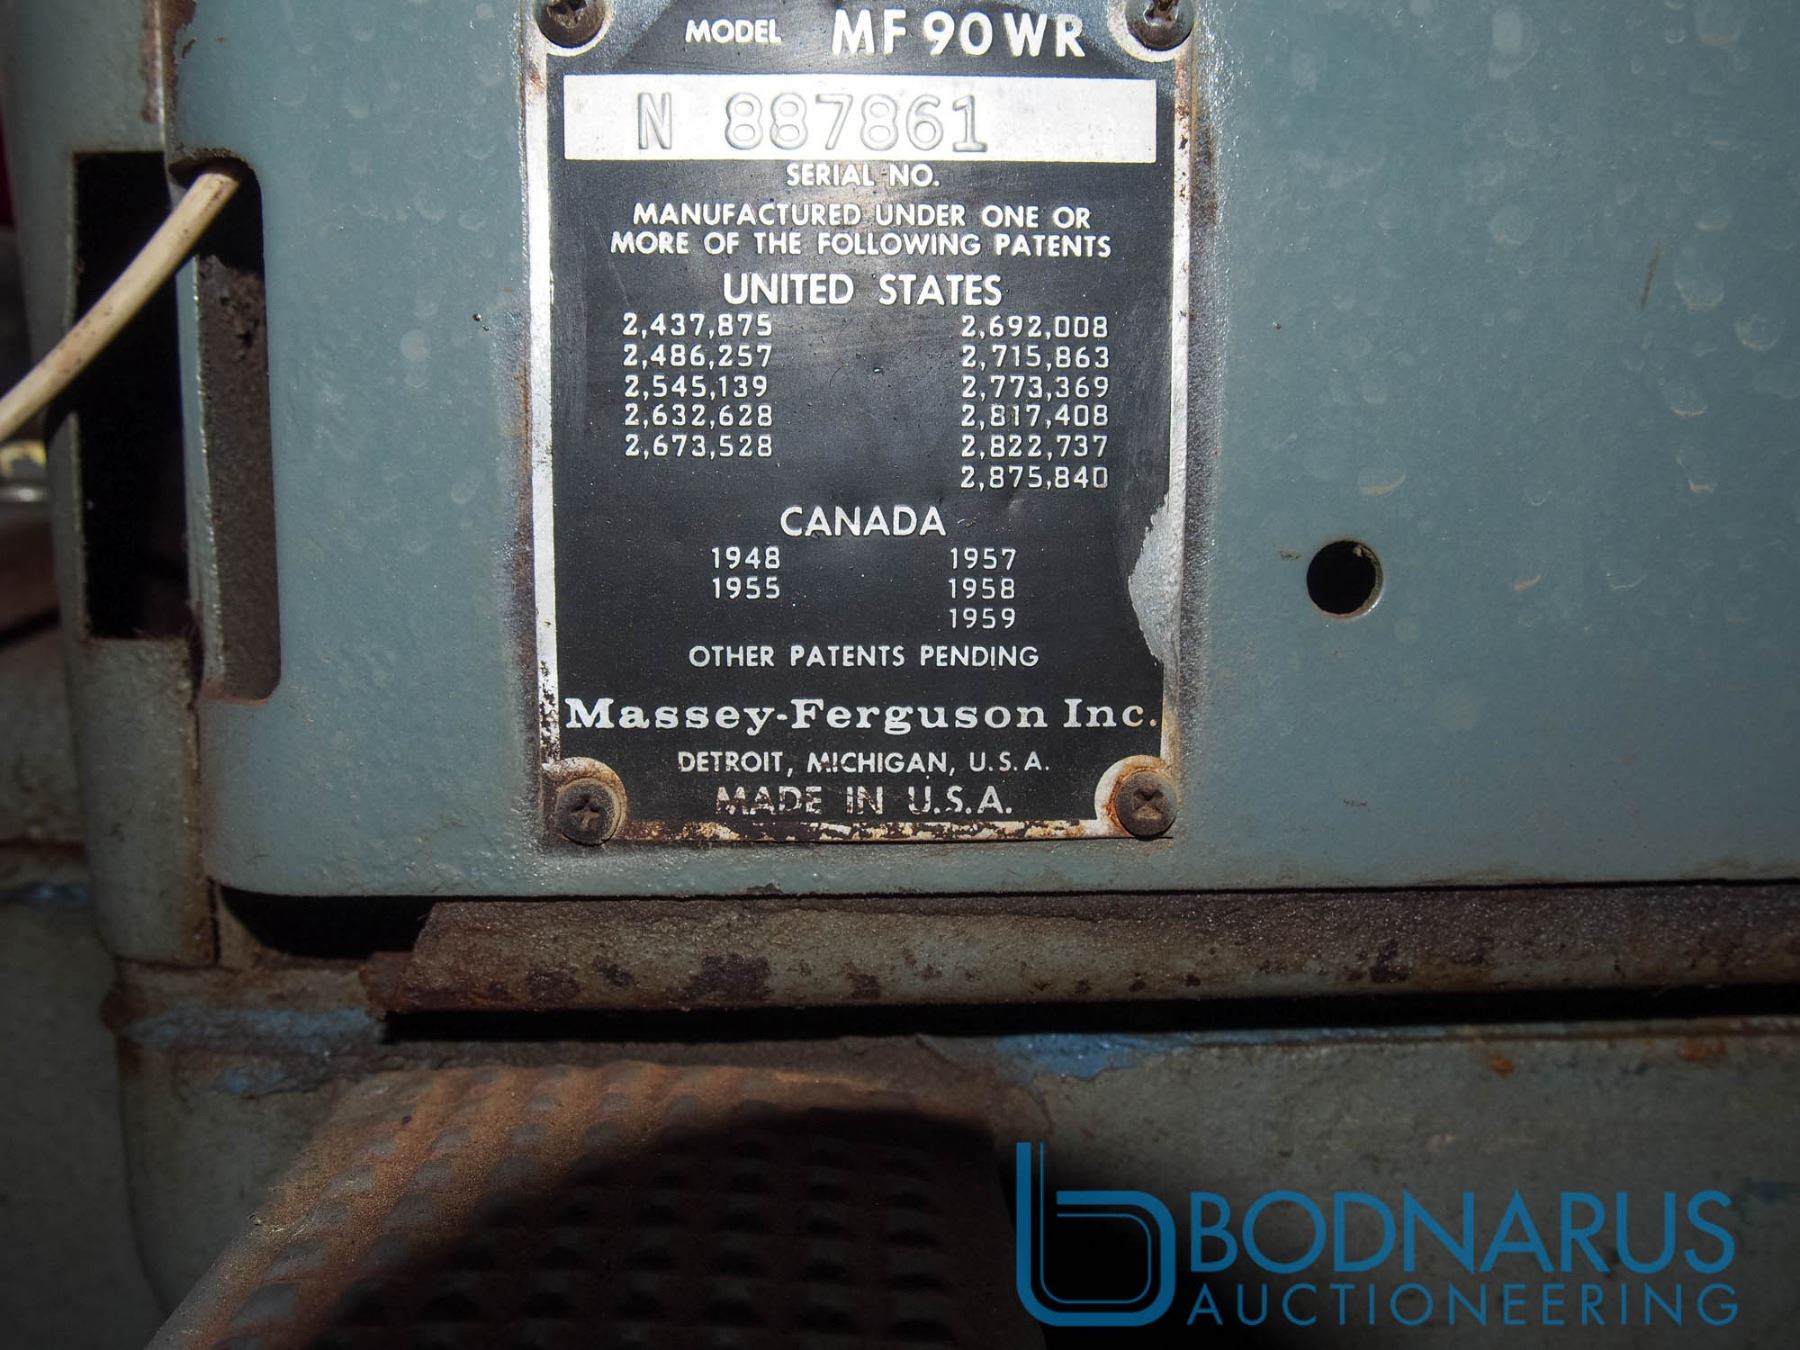 MODEL MF 90 WR
N 887861
SERIAL NO.
MANUFACTURED UNDER ONE OR
MORE OF THE FOLLOWING PATENTS
UNITED STATES
2,437,875 2,692,008
2,486,257 2,715,863
2,545,139 2,773,369
2,632,628 2,817,408
2,673,528 2,822,737
2,875,840
CANADA
1948 1957
1955 1958
1959
OTHER PATENTS PENDING
Massey-Ferguson Inc.
DETROIT, MICHIGAN, U.S.A.
MADE IN U.S.A.
BODNARUS
AUCTIONEERING